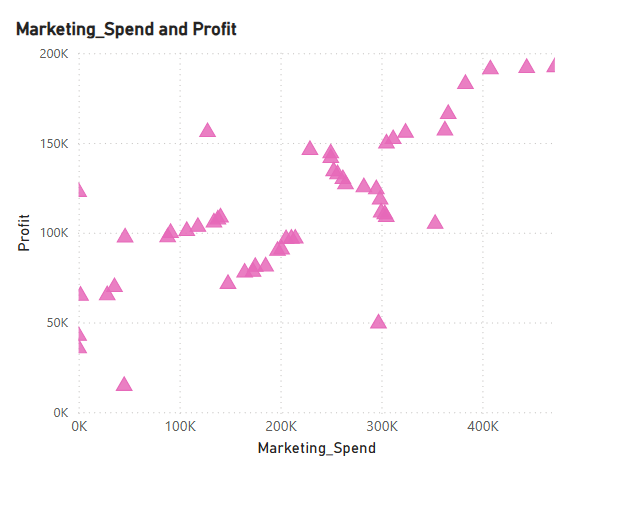 Marketing_Spend and Profit
200K
150K
100K
50K
0K
Profit
0K 100K 200K 300K 400K
Marketing_Spend